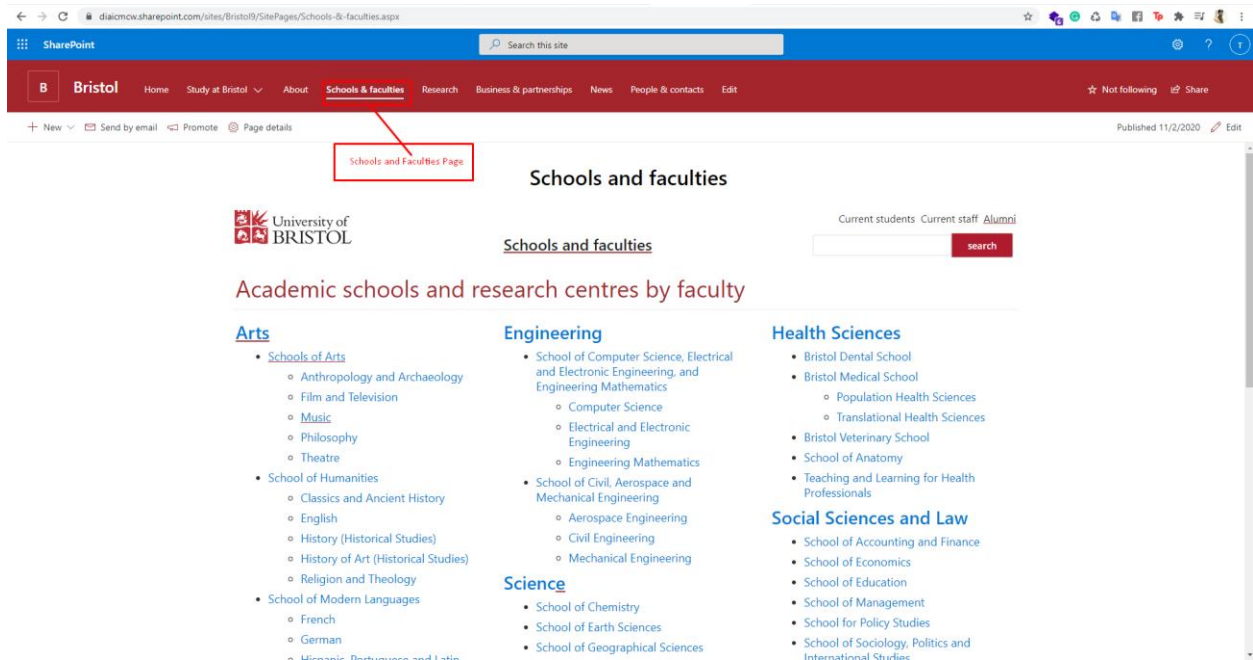 diaicmcw.sharepoint.com/sites/Bristol9/SitePages/Schools-&-faculties.aspx
SharePoint
Search this site
?
T
B
Bristol
Home
Study at Bristol
About
Schools & faculties
Research
Business & partnerships
News
People & contacts
Edit
Not following
Share
New
Send by email
Promote
Page details
Published 11/2/2020
Edit
Schools and Faculties Page
Schools and faculties
University of
BRISTOL
Schools and faculties
Current students Current staff Alumni
search
Academic schools and research centres by faculty
Arts
Schools of Arts
Anthropology and Archaeology
Film and Television
Music
Philosophy
Theatre
School of Humanities
Classics and Ancient History
English
History (Historical Studies)
History of Art (Historical Studies)
Religion and Theology
School of Modern Languages
French
German
Hispanic, Portuguese and Latin
Engineering
School of Computer Science, Electrical
and Electronic Engineering, and
Engineering Mathematics
Computer Science
Electrical and Electronic
Engineering
Engineering Mathematics
School of Civil, Aerospace and
Mechanical Engineering
Aerospace Engineering
Civil Engineering
Mechanical Engineering
Science
School of Chemistry
School of Earth Sciences
School of Geographical Sciences
Health Sciences
Bristol Dental School
Bristol Medical School
Population Health Sciences
Translational Health Sciences
Bristol Veterinary School
School of Anatomy
Teaching and Learning for Health
Professionals
Social Sciences and Law
School of Accounting and Finance
School of Economics
School of Education
School of Management
School for Policy Studies
School of Sociology, Politics and
International Studies